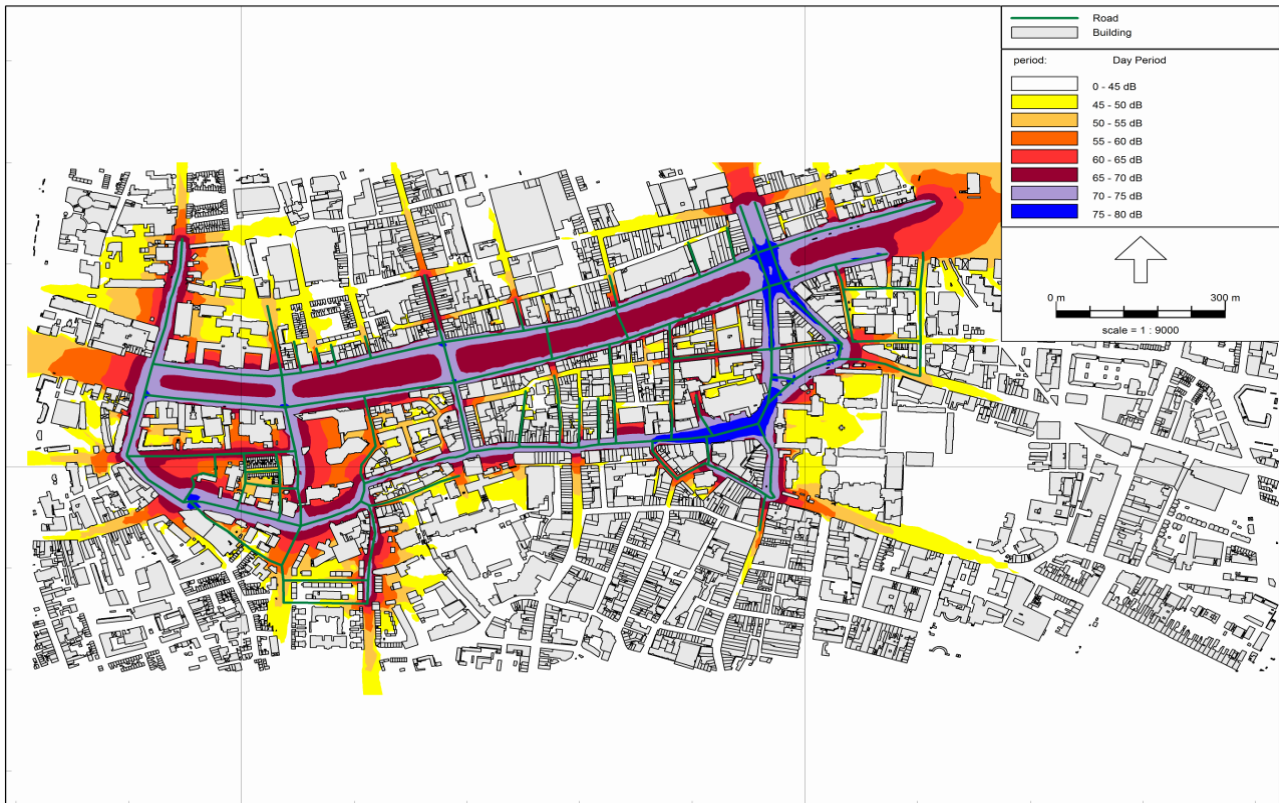 Road
Building
period: Day Period
0 - 45 dB
45 - 50 dB
50 - 55 dB
55 - 60 dB
60 - 65 dB
65 - 70 dB
70 - 75 dB
75 - 80 dB
0 m 300 m
scale = 1 : 9000